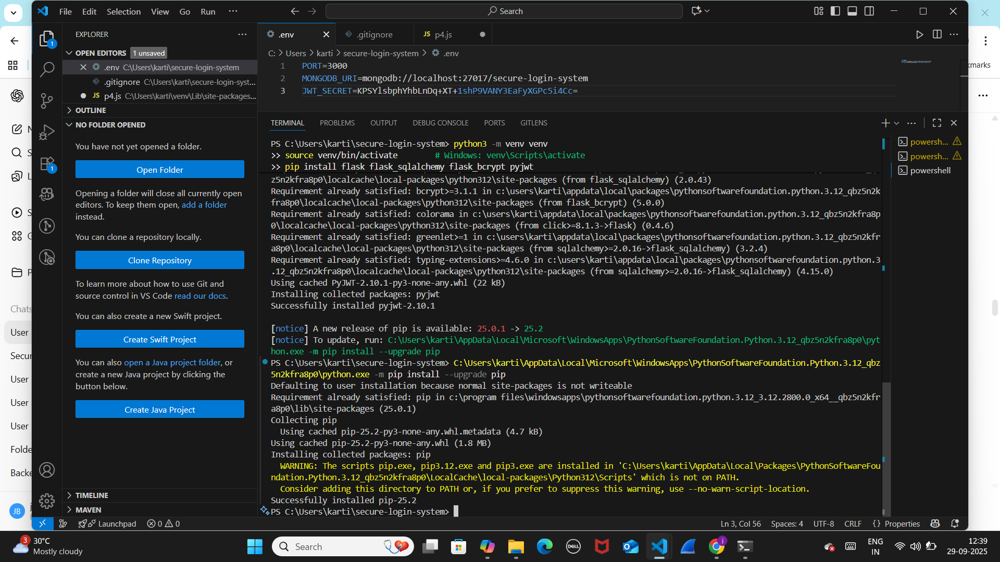 File Edit Selection View Go Run ··· Search
EXPLORER ···
OPEN EDITORS 1 unsaved
.env C:\Users\karti\secure-login-system
.gitignore C:\Users\karti\secure-login-syst...
JS p4.js C:\Users\karti\venv\Lib\site-packages...
OUTLINE
NO FOLDER OPENED
You have not yet opened a folder.
Open Folder
Opening a folder will close all currently open
editors. To keep them open, add a folder
instead.
You can clone a repository locally.
Clone Repository
To learn more about how to use Git and
source control in VS Code read our docs.
You can also create a new Swift project.
Create Swift Project
You can also open a Java project folder, or
create a new Java project by clicking the
button below.
Create Java Project
TIMELINE
MAVEN
.env .gitignore JS p4.js
C: > Users > karti > secure-login-system > .env
1 PORT=3000
2 MONGODB_URI=mongodb://localhost:27017/secure-login-system
3 JWT_SECRET=KPSYlsbphYhbLnDq+XT+1shP9VANY3EaFyXGPc5i4Cc=
TERMINAL PROBLEMS OUTPUT DEBUG CONSOLE PORTS GITLENS
PS C:\Users\karti\secure-login-system> python3 -m venv venv
>> source venv/bin/activate # Windows: venv\Scripts\activate
>> pip install flask flask_sqlalchemy flask_bcrypt pyjwt
z5n2kfra8p0\localcache\local-packages\python312\site-packages (from flask_sqlalchemy) (2.0.43)
Requirement already satisfied: bcrypt>=3.1.1 in c:\users\karti\appdata\local\packages\pythonsoftwarefoundation.python.3.12_qbz5n2k
fra8p0\localcache\local-packages\python312\site-packages (from flask_bcrypt) (5.0.0)
Requirement already satisfied: colorama in c:\users\karti\appdata\local\packages\pythonsoftwarefoundation.python.3.12_qbz5n2kfra8p
0\localcache\local-packages\python312\site-packages (from click>=8.1.3->flask) (0.4.6)
Requirement already satisfied: greenlet>=1 in c:\users\karti\appdata\local\packages\pythonsoftwarefoundation.python.3.12_qbz5n2kfr
a8p0\localcache\local-packages\python312\site-packages (from sqlalchemy>=2.0.16->flask_sqlalchemy) (3.2.4)
Requirement already satisfied: typing-extensions>=4.6.0 in c:\users\karti\appdata\local\packages\pythonsoftwarefoundation.python.3
.12_qbz5n2kfra8p0\localcache\local-packages\python312\site-packages (from sqlalchemy>=2.0.16->flask_sqlalchemy) (4.15.0)
Using cached PyJWT-2.10.1-py3-none-any.whl (22 kB)
Installing collected packages: pyjwt
Successfully installed pyjwt-2.10.1
[notice] A new release of pip is available: 25.0.1 -> 25.2
[notice] To update, run: C:\Users\karti\AppData\Local\Microsoft\WindowsApps\PythonSoftwareFoundation.Python.3.12_qbz5n2kfra8p0\pyt
hon.exe -m pip install --upgrade pip
PS C:\Users\karti\secure-login-system> C:\Users\karti\AppData\Local\Microsoft\WindowsApps\PythonSoftwareFoundation.Python.3.12_qbz
5n2kfra8p0\python.exe -m pip install --upgrade pip
Defaulting to user installation because normal site-packages is not writeable
Requirement already satisfied: pip in c:\program files\windowsapps\pythonsoftwarefoundation.python.3.12_3.12.2800.0_x64__qbz5n2kfr
a8p0\lib\site-packages (25.0.1)
Collecting pip
Using cached pip-25.2-py3-none-any.whl.metadata (4.7 kB)
Using cached pip-25.2-py3-none-any.whl (1.8 MB)
Installing collected packages: pip
WARNING: The scripts pip.exe, pip3.12.exe and pip3.exe are installed in 'C:\Users\karti\AppData\Local\Packages\PythonSoftwareFou
ndation.Python.3.12_qbz5n2kfra8p0\LocalCache\local-packages\Python312\Scripts' which is not on PATH.
Consider adding this directory to PATH or, if you prefer to suppress this warning, use --no-warn-script-location.
Successfully installed pip-25.2
PS C:\Users\karti\secure-login-system>
powersh...
powersh...
powershell
Launchpad 0 0 Ln 3, Col 56 Spaces: 4 UTF-8 CRLF {} Properties
Chats
User
Secur
User
User
User
Folde
Backe
JB
kmarks
3 30°C
Mostly cloudy
Search
DELL
ENG
IN
12:39
29-09-2025